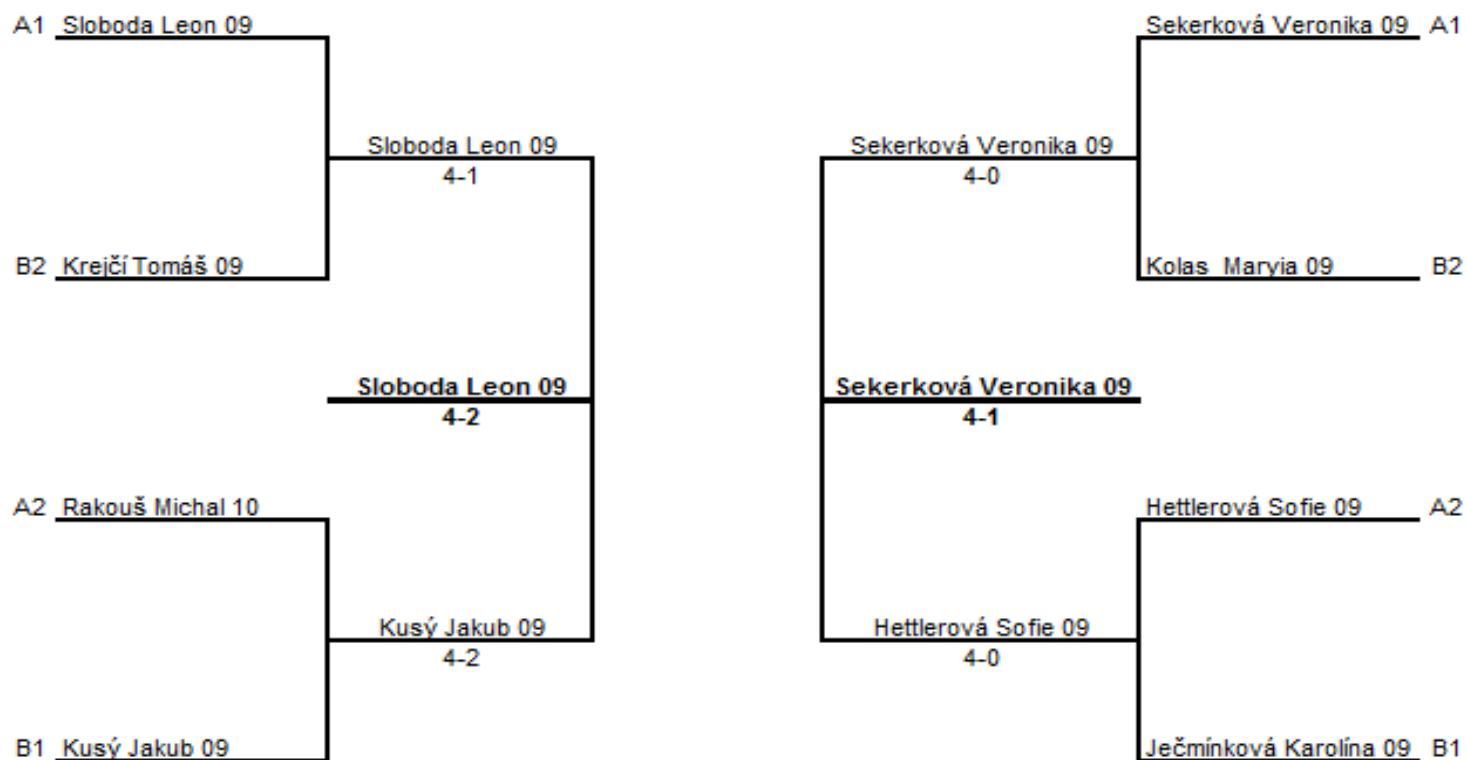 A1 Sloboda Leon 09
Sekerková Veronika 09 A1
Sloboda Leon 09
4-1
Sekerková Veronika 09
4-0
B2 Krejčí Tomáš 09
Kolas  Maryia 09 B2
Sloboda Leon 09
4-2
Sekerková Veronika 09
4-1
A2 Rakouš Michal 10
Hettlerová Sofie 09 A2
Kusý Jakub 09
4-2
Hettlerová Sofie 09
4-0
B1 Kusý Jakub 09
Ječmínková Karolína 09 B1